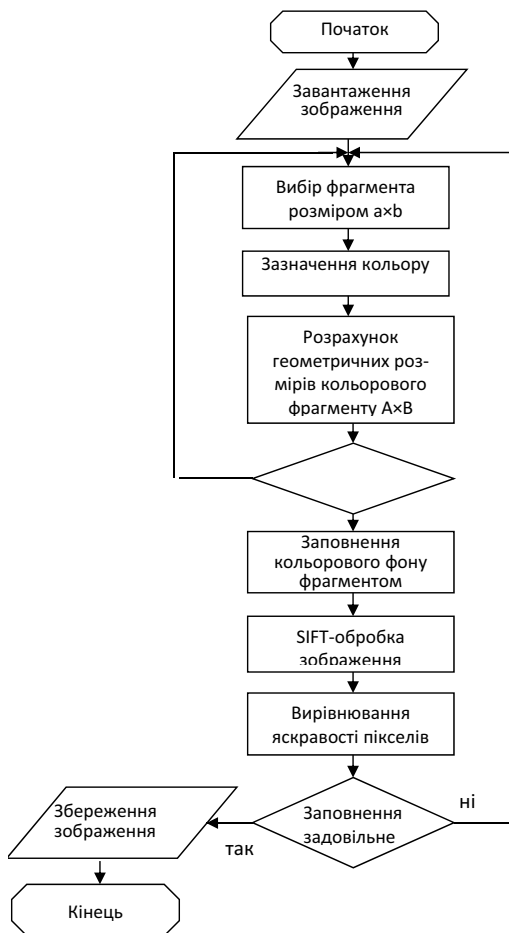 Початок
Завантаження
зображення
Вибір фрагмента
розміром a×b
Зазначення кольору
Розрахунок
геометричних роз-
мірів кольорового
фрагменту A×B
Заповнення
кольорового фону
фрагментом
SIFT-обробка
зображення
Вирівнювання
яскравості пікселів
Заповнення
задовільне
ні
так
Збереження
зображення
Кінець